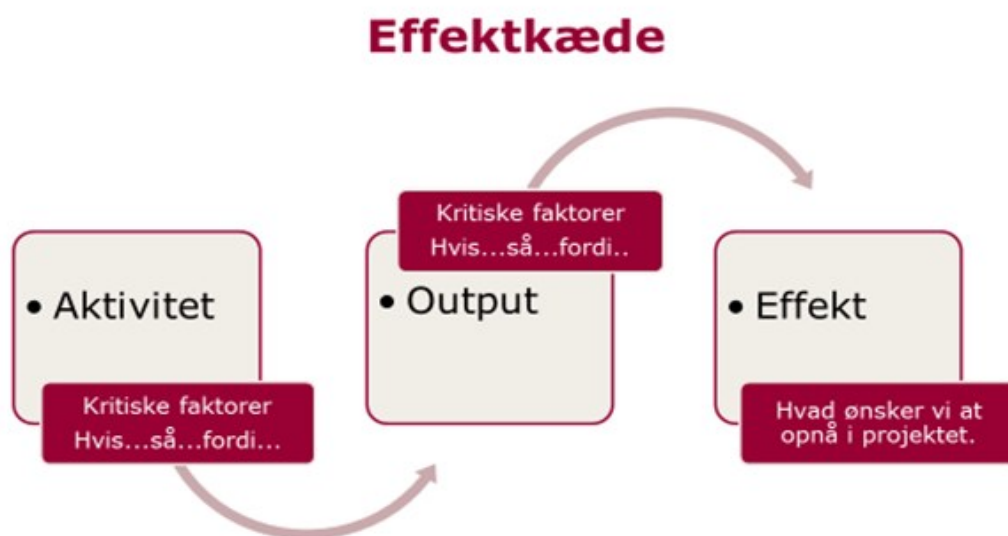 Effektkæde
• Aktivitet
Kritiske faktorer
Hvis...så...fordi...
Kritiske faktorer
Hvis...så...fordi..
• Output
• Effekt
Hvad ønsker vi at
opnå i projektet.